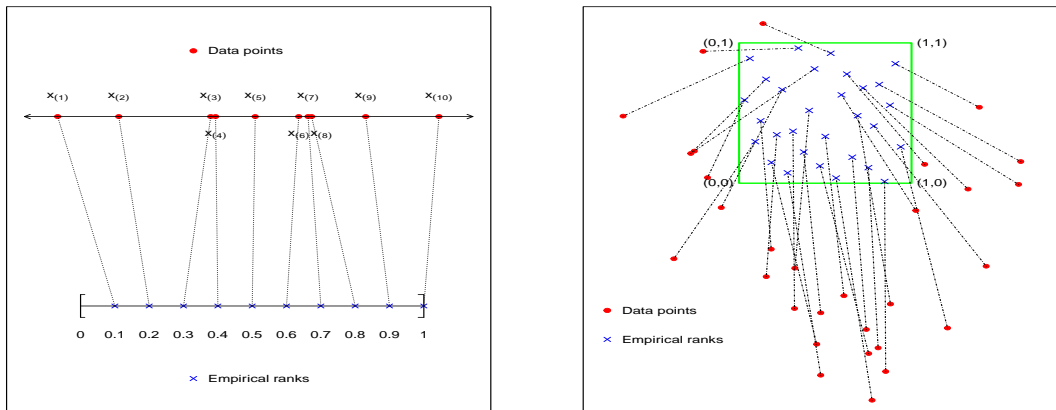 Data points
x(1) x(2) x(3) x(5) x(7) x(9) x(10)
x(4) x(6) x(8)
0 0.1 0.2 0.3 0.4 0.5 0.6 0.7 0.8 0.9 1
Empirical ranks
(0,1) (1,1)
(0,0) (1,0)
Data points
Empirical ranks